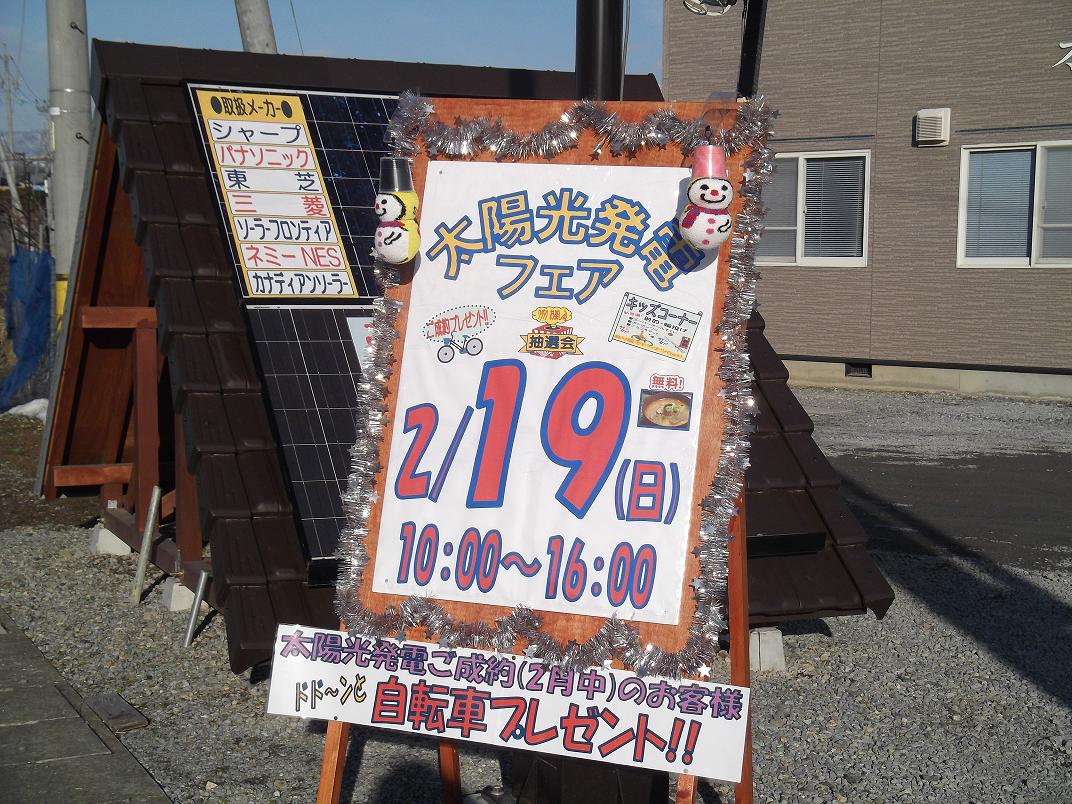 ●取扱メーカー●
シャープ
パナソニック
東芝
三菱
ソーラーフロンティア
ネミー NES
カナディアンソーラー
太陽光発電
フェア
ご成約プレゼント!!
抽選会
キッズコーナー
無料!
2/19(日)
10:00~16:00
太陽光発電ご成約(2月中)のお客様
ドド~ンと自転車プレゼント!!